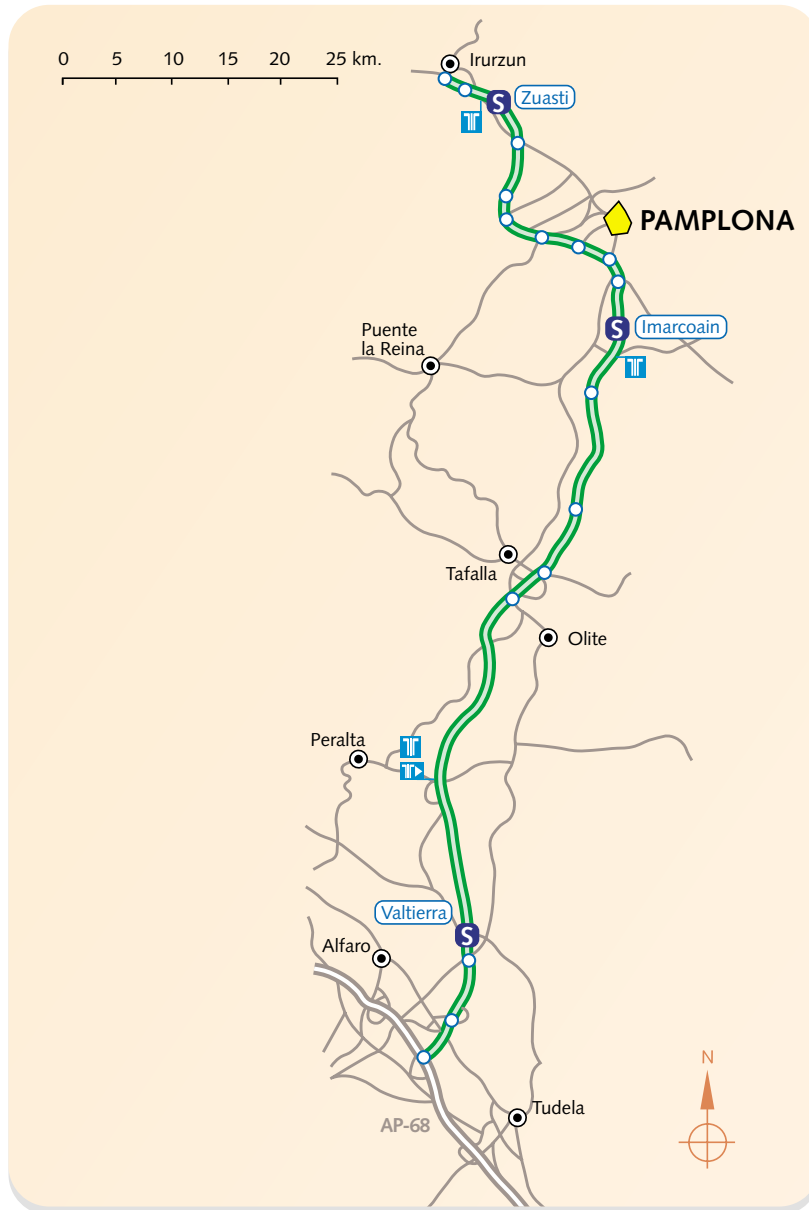 0 5 10 15 20 25 km.
Irurzun
S
Zuasti
PAMPLONA
S
Imarcoain
Puente
la Reina
Tafalla
Olite
Peralta
Valtierra
S
Alfaro
N
Tudela
AP-68